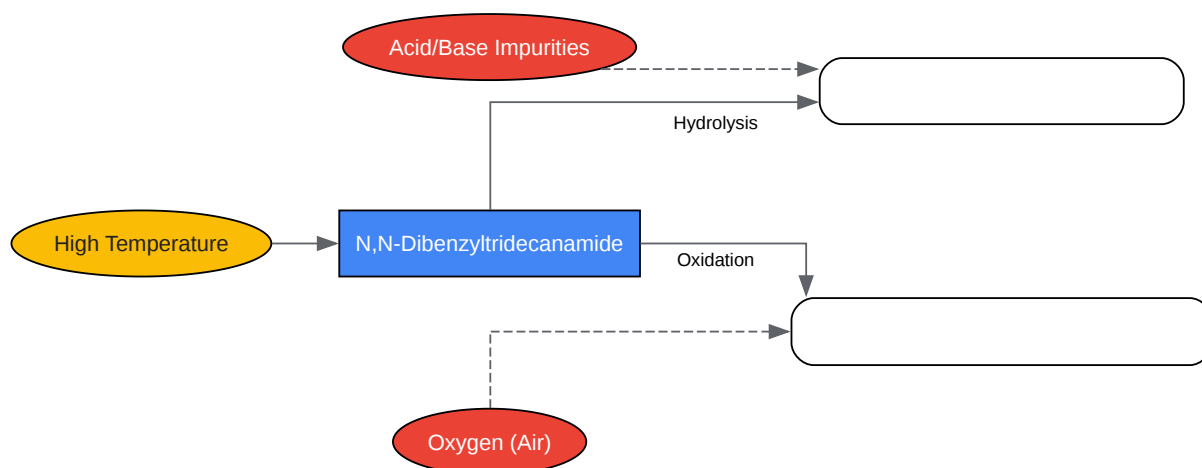 Acid/Base Impurities
Hydrolysis
High Temperature
N,N-Dibenzyltridecanamide
Oxidation
Oxygen (Air)